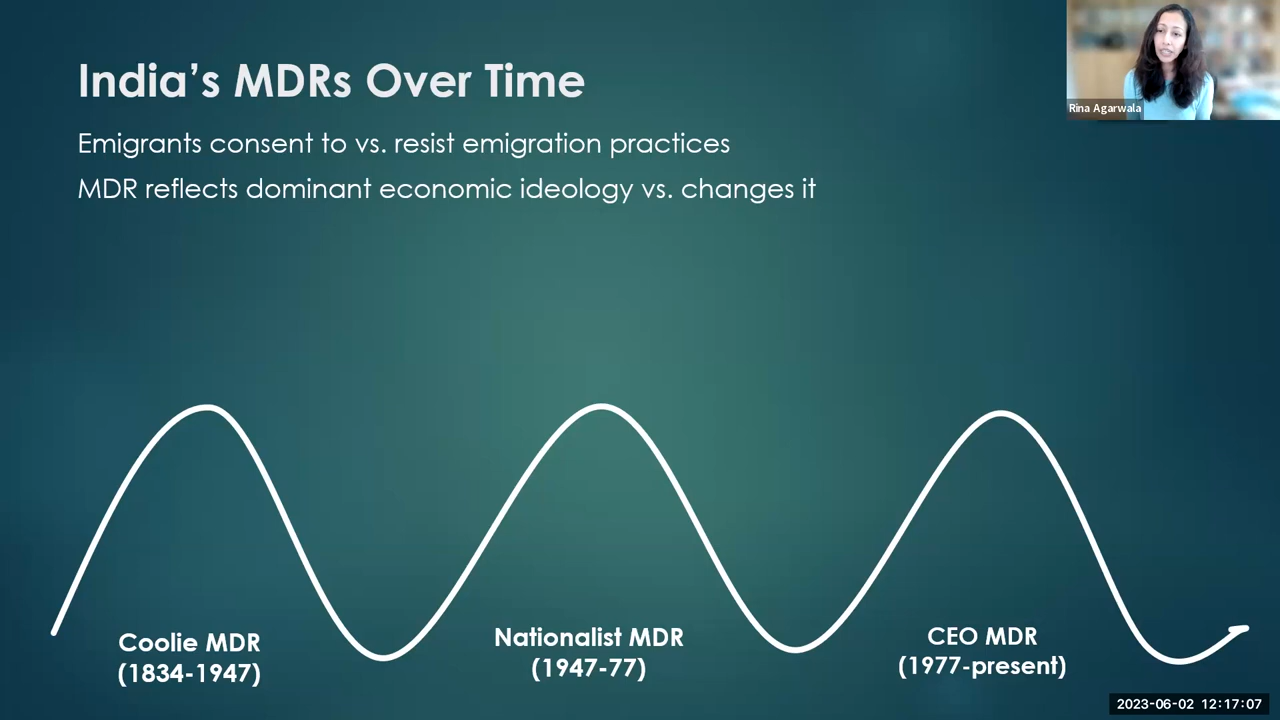 India’s MDRs Over Time
Rina Agarwala
Emigrants consent to vs. resist emigration practices
MDR reflects dominant economic ideology vs. changes it
Coolie MDR
(1834-1947)
Nationalist MDR
(1947-77)
CEO MDR
(1977-present)
2023-06-02 12:17:07